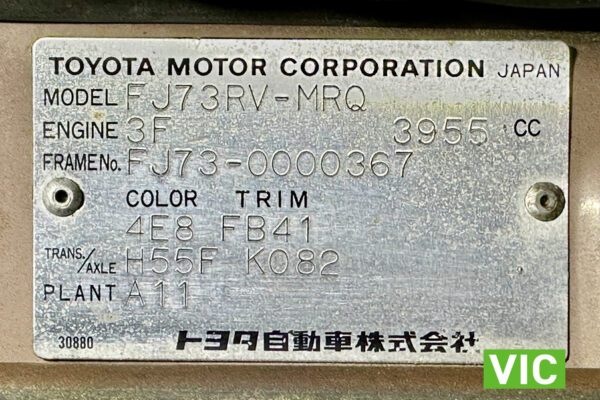 TOYOTA MOTOR CORPORATION JAPAN
MODEL FJ73RV-MRQ
ENGINE 3F 3955 CC
FRAME No. FJ73-0000367
COLOR TRIM
4E8 FB41
TRANS./AXLE H55F K082
PLANT A11
30880 トヨタ自動車株式会社
VIC